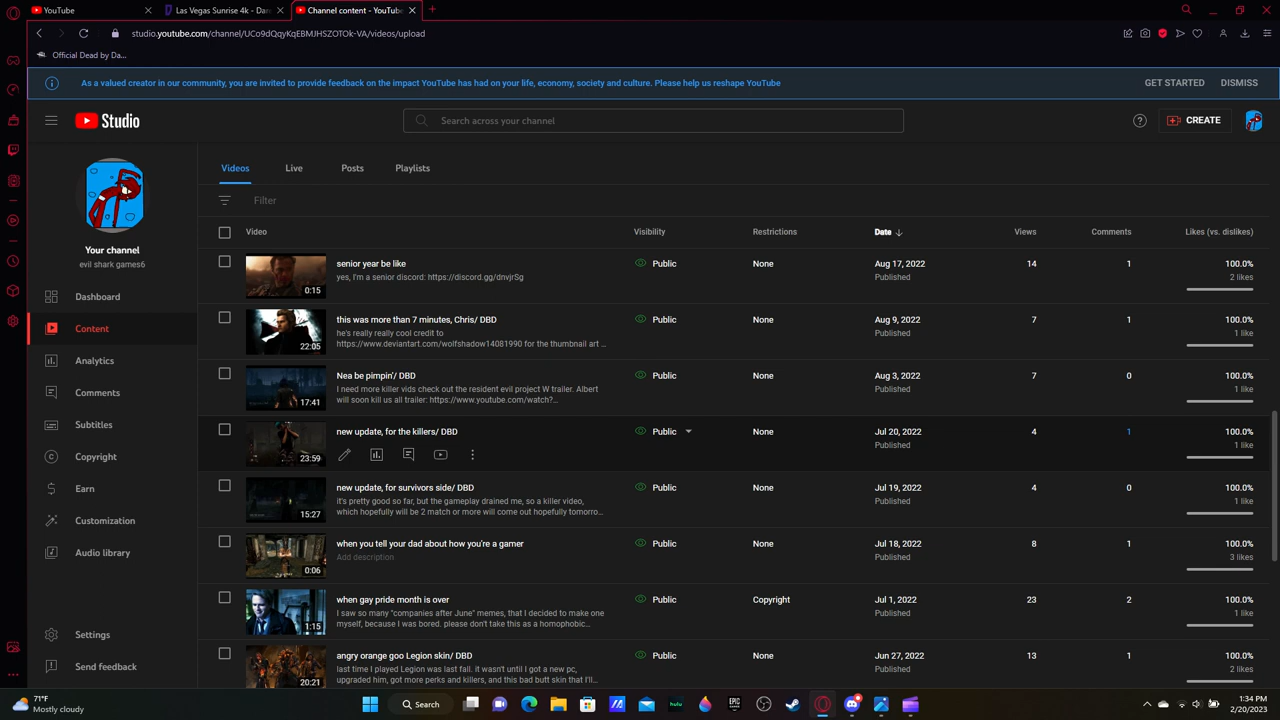 YouTube
Las Vegas Sunrise 4k - Dar
Channel content - YouTube
studio.youtube.com/channel/UCo9dQqyKqEBMJHSZOTOk-VA/videos/upload
Official Dead by Da...
As a valued creator in our community, you are invited to provide feedback on the impact YouTube has had on your life, economy, society and culture. Please help us reshape YouTube
GET STARTED
DISMISS
Studio
Search across your channel
CREATE
Your channel
evil shark games6
Dashboard
Content
Analytics
Comments
Subtitles
Copyright
Earn
Customization
Audio library
Settings
Send feedback
Videos Live Posts Playlists
Filter
Video Visibility Restrictions Date Views Comments Likes (vs. dislikes)
senior year be like Public None Aug 17, 2022 14 1 100.0%
yes, I'm a senior discord: https://discord.gg/dnvjrSg Published 2 likes
0:15
this was more than 7 minutes, Chris/ DBD Public None Aug 9, 2022 7 1 100.0%
he's really really cool credit to Published 1 like
https://www.deviantart.com/wolfshadow14081990 for the thumbnail art ...
22:05
Nea be pimpin'/ DBD Public None Aug 3, 2022 7 0 100.0%
I need more killer vids check out the resident evil project W trailer. Albert Published 1 like
will soon kill us all trailer: https://www.youtube.com/watch?...
17:41
new update, for the killers/ DBD Public None Jul 20, 2022 4 1 100.0%
Published 1 like
23:59
new update, for survivors side/ DBD Public None Jul 19, 2022 4 0 100.0%
it's pretty good so far, but the gameplay drained me, so a killer video, Published 1 like
which hopefully will be 2 match or more will come out hopefully tomorro...
15:27
when you tell your dad about how you're a gamer Public None Jul 18, 2022 8 1 100.0%
Add description Published 3 likes
0:06
when gay pride month is over Public Copyright Jul 1, 2022 23 2 100.0%
I saw so many "companies after June" memes, that I decided to make one Published 1 like
myself, because I was bored. please don't take this as a homophobic...
1:15
angry orange goo Legion skin/ DBD Public None Jun 27, 2022 13 1 100.0%
last time I played Legion was last fall. it wasn't until I got a new pc, Published 2 likes
upgraded him, got more perks and killers, and this bad butt skin that I'll...
20:21
71°F
Mostly cloudy
Search
hulu
EPIC
GAMES
1:34 PM
2/20/2023